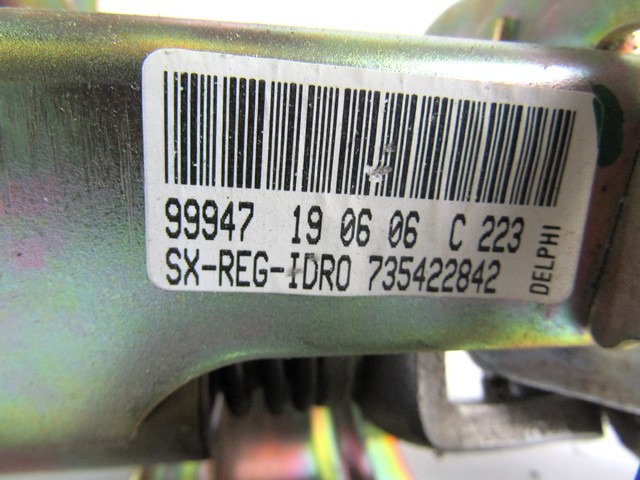 99947 19 06 06 C 223
SX-REG-IDRO 735422842
DELPHI